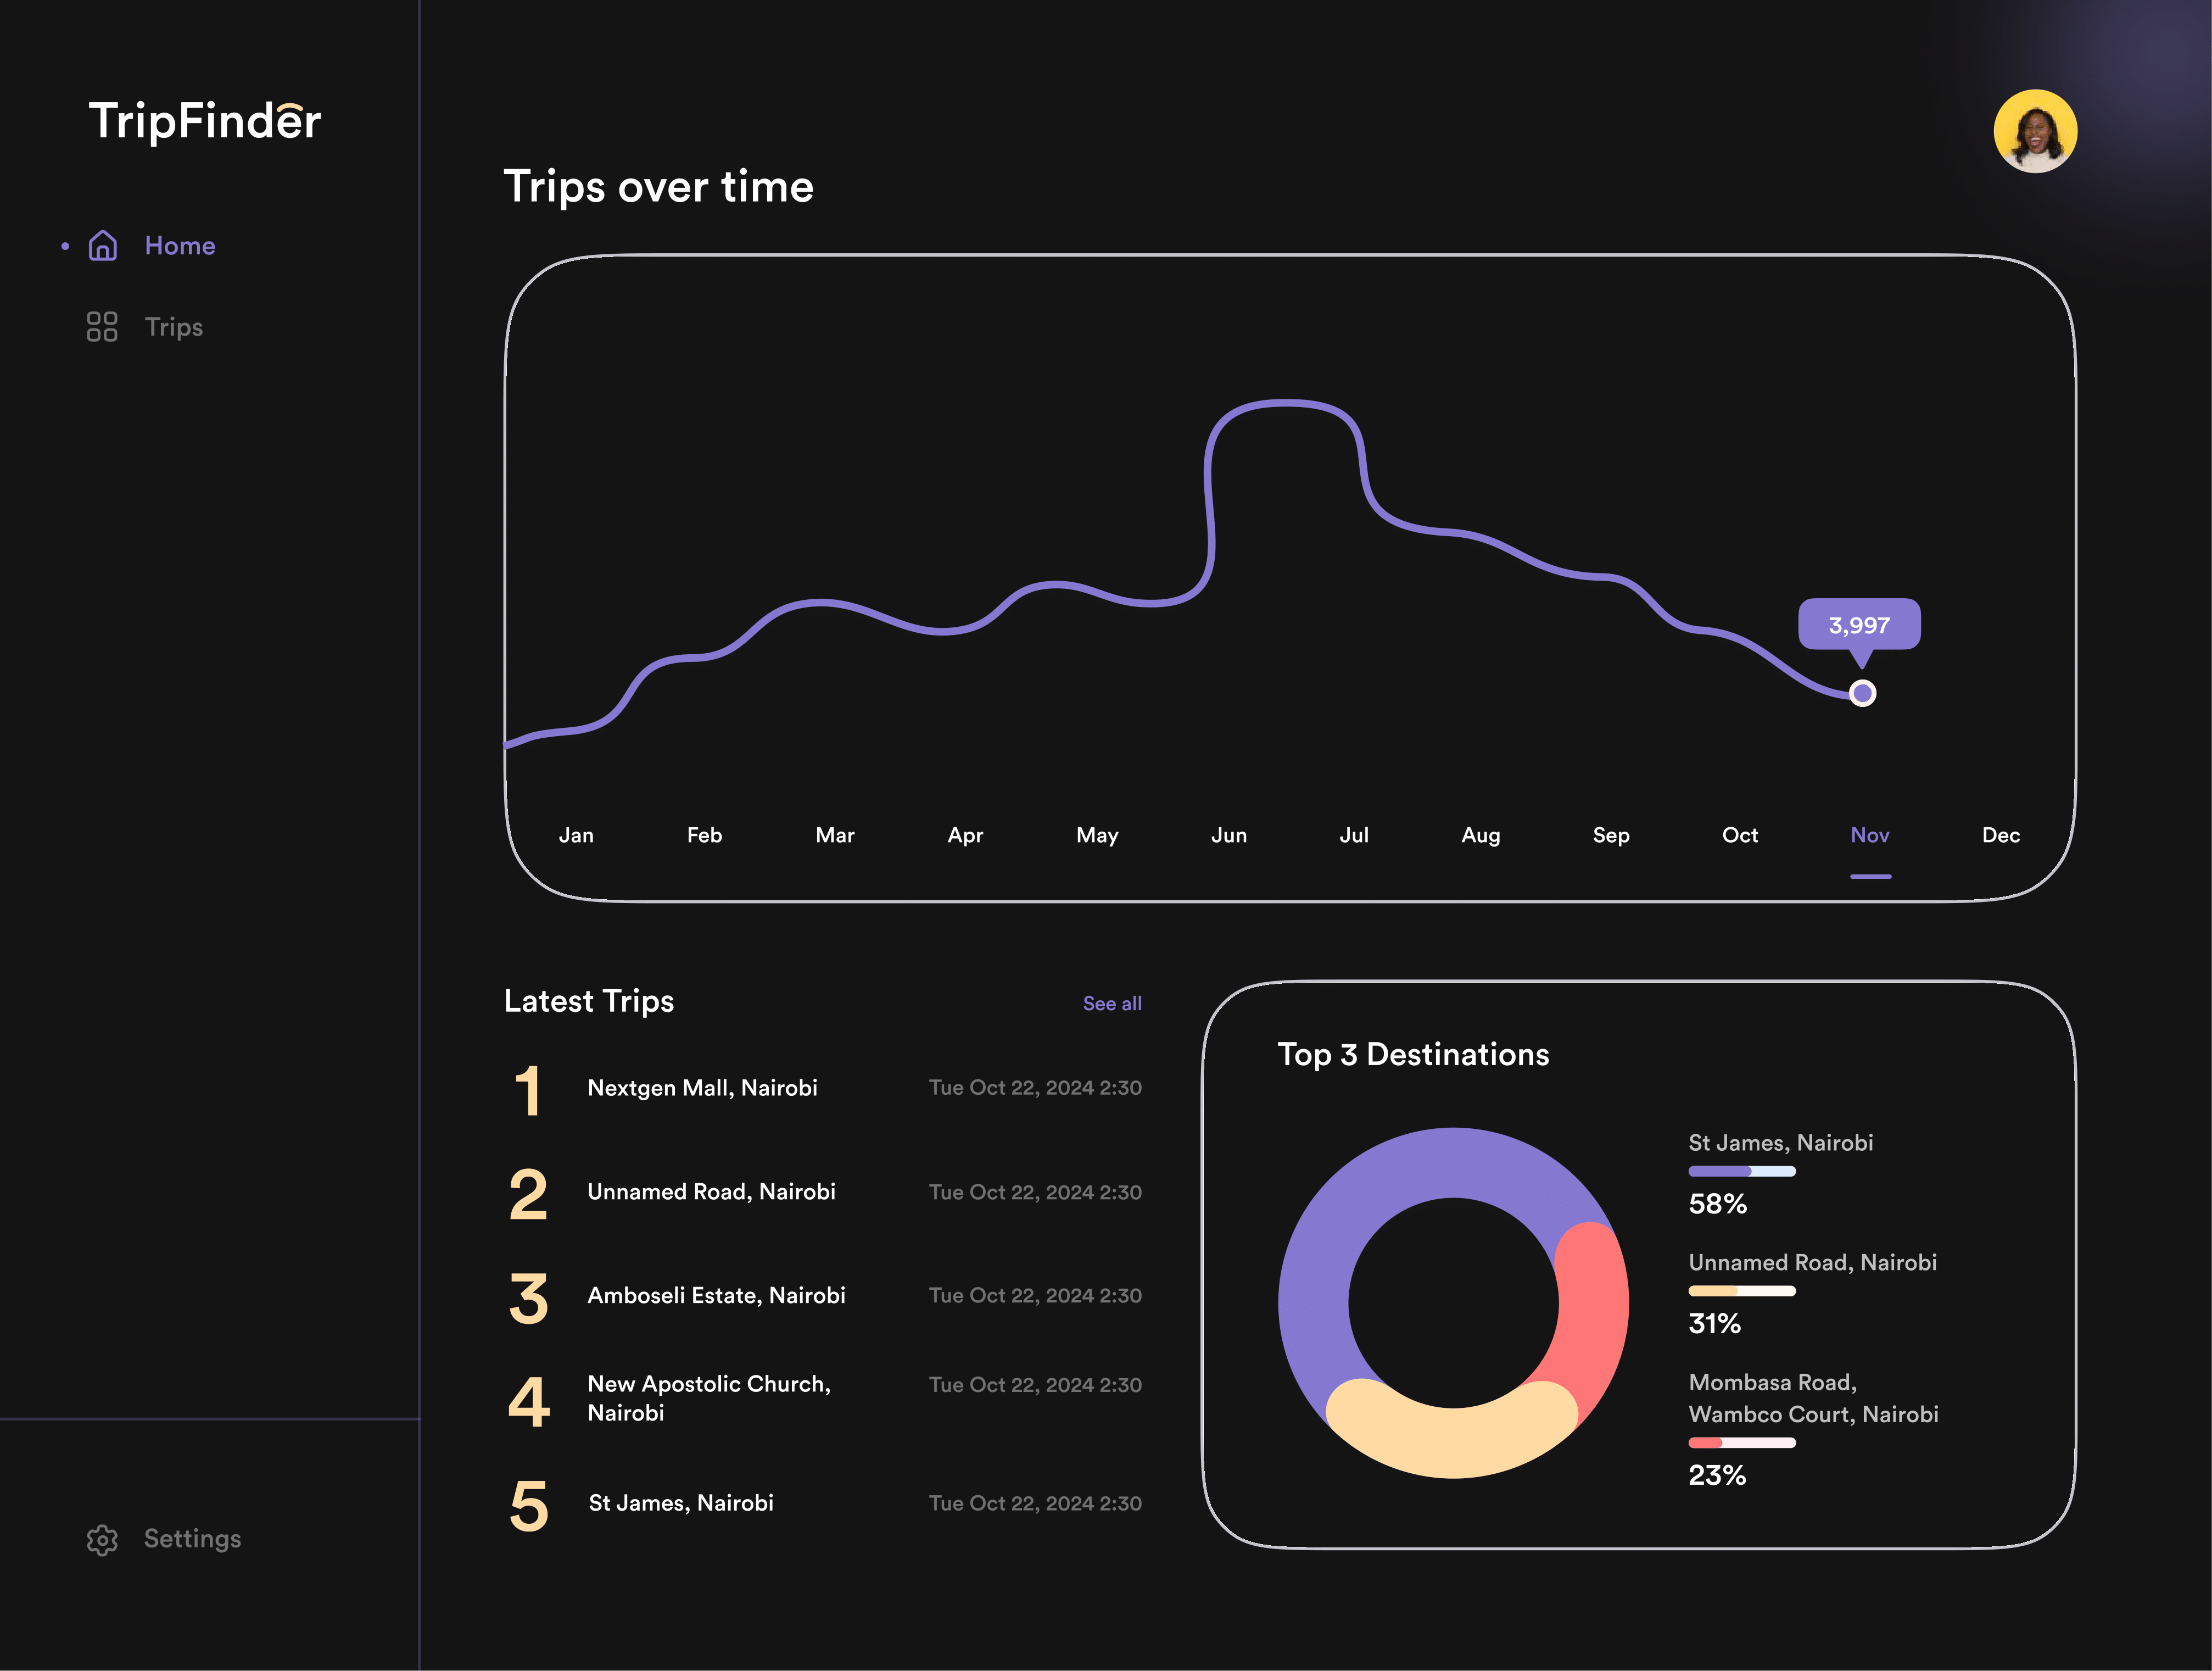 TripFinder
Home
Trips
Settings
Trips over time
3,997
Jan Feb Mar Apr May Jun Jul Aug Sep Oct Nov Dec
Latest Trips See all
1 Nextgen Mall, Nairobi Tue Oct 22, 2024 2:30
2 Unnamed Road, Nairobi Tue Oct 22, 2024 2:30
3 Amboseli Estate, Nairobi Tue Oct 22, 2024 2:30
4 New Apostolic Church, Tue Oct 22, 2024 2:30
Nairobi
5 St James, Nairobi Tue Oct 22, 2024 2:30
Top 3 Destinations
St James, Nairobi
58%
Unnamed Road, Nairobi
31%
Mombasa Road,
Wambco Court, Nairobi
23%